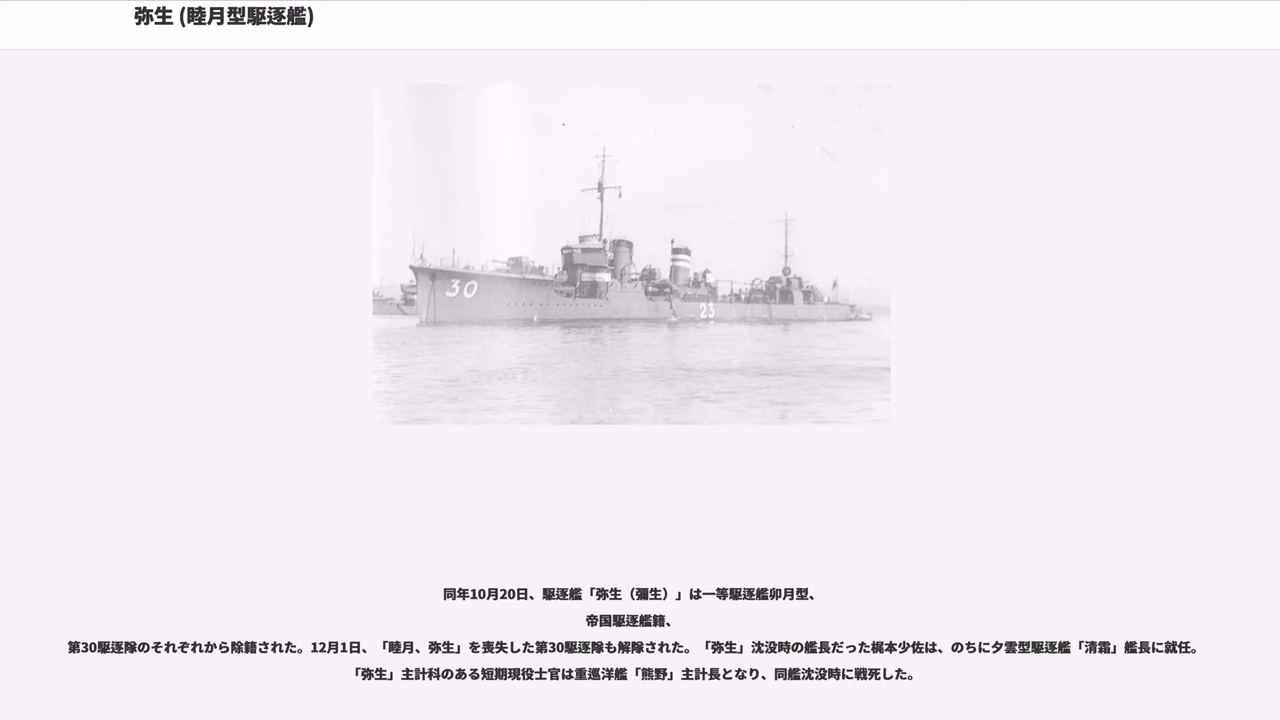 弥生 (睦月型駆逐艦)
30
23
同年10月20日、駆逐艦「弥生（彌生）」は一等駆逐艦卯月型、
帝国駆逐艦籍、
第30駆逐隊のそれぞれから除籍された。12月1日、「睦月、弥生」を喪失した第30駆逐隊も解隊された。「弥生」沈没時の艦長だった梶本少佐は、のちに夕雲型駆逐艦「清霜」艦長に就任。
「弥生」主計科のある短期現役士官は重巡洋艦「熊野」主計長となり、同艦沈没時に戦死した。